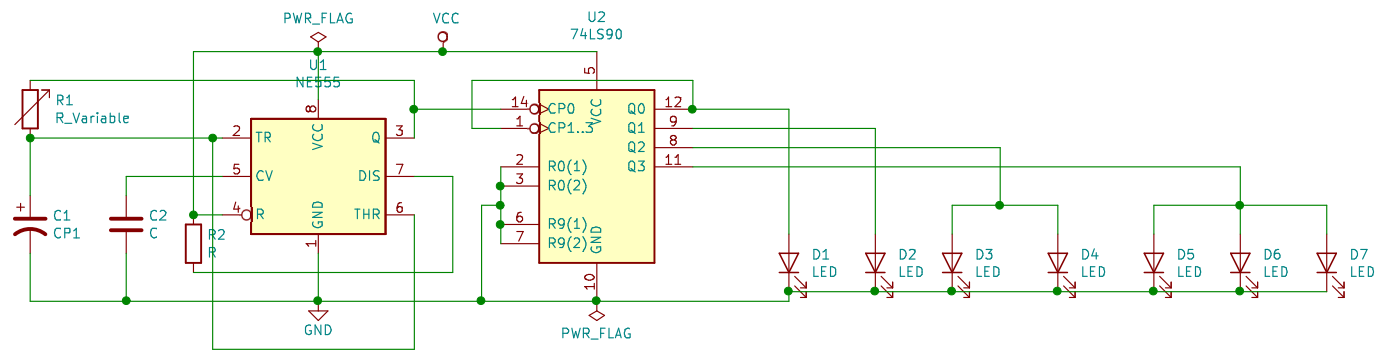 PWR_FLAG
VCC
U2
74LS90
U1
NE555
5
VCC
R1
R_Variable
8
VCC
14
CP0
Q0
12
1
CP1..3
Q1
9
2
TR
Q
3
Q2
8
Q3
11
5
CV
DIS
7
2
R0(1)
3
R0(2)
4
R
GND
THR
6
6
R9(1)
7
R9(2)
GND
+
C1
CP1
C2
C
R2
R
1
10
D1
LED
D2
LED
D3
LED
D4
LED
D5
LED
D6
LED
D7
LED
GND
PWR_FLAG